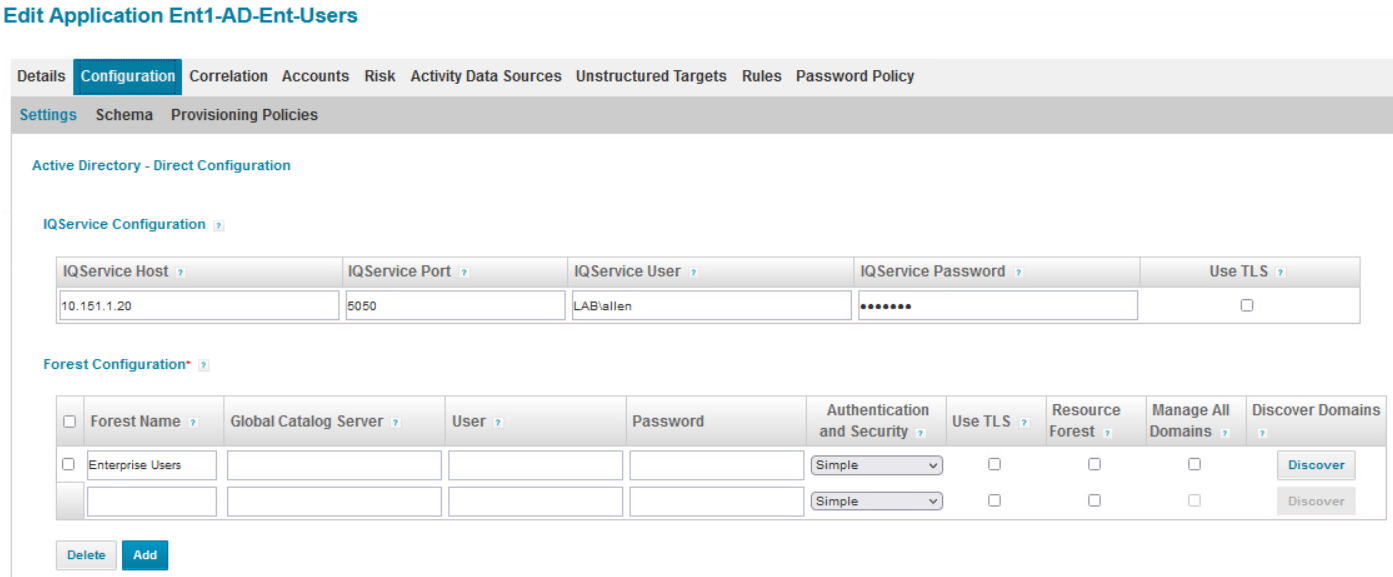 Edit Application Ent1-AD-Ent-Users
Details Configuration Correlation Accounts Risk Activity Data Sources Unstructured Targets Rules Password Policy
Settings Schema Provisioning Policies
Active Directory - Direct Configuration
IQService Configuration ?
IQService Host ? IQService Port ? IQService User ? IQService Password ? Use TLS ?
10.151.1.20 5050 LAB\allen •••••••
Forest Configuration* ?
Forest Name ? Global Catalog Server ? User ? Password Authentication and Security ? Use TLS ? Resource Forest ? Manage All Domains ? Discover Domains ?
Enterprise Users Simple Discover
Simple Discover
Delete Add